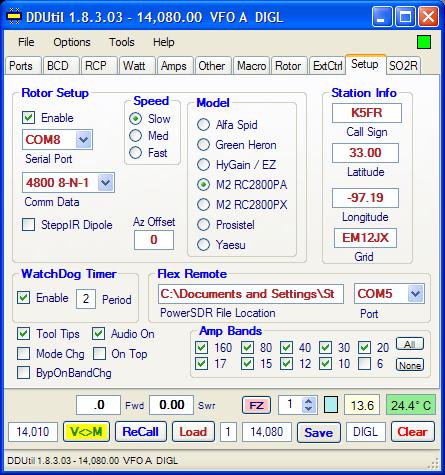 DDUtil 1.8.3.03 - 14,080.00 VFO A DIGL
File Options Tools Help
Ports BCD RCP Watt Amps Other Macro Rotor ExtCtrl Setup SO2R
Rotor Setup
Enable
COM8
Serial Port
4800 8-N-1
Comm Data
SteppIR Dipole
Speed
Slow
Med
Fast
Az Offset
0
Model
Alfa Spid
Green Heron
HyGain / EZ
M2 RC2800PA
M2 RC2800PX
Prosistel
Yaesu
Station Info
K5FR
Call Sign
33.00
Latitude
-97.19
Longitude
EM12JX
Grid
WatchDog Timer
Enable 2 Period
Flex Remote
C:\Documents and Settings\St COM5
PowerSDR File Location Port
Tool Tips Audio On
Mode Chg On Top
BypOnBandChg
Amp Bands
160 80 40 30 20 All
17 15 12 10 6 None
.0 Fwd 0.00 Swr FZ 1 13.6 24.4° C
14,010 V<>M ReCall Load 1 14,080 Save DIGL Clear
DDUtil 1.8.3.03 - 14,080.00 VFO A DIGL